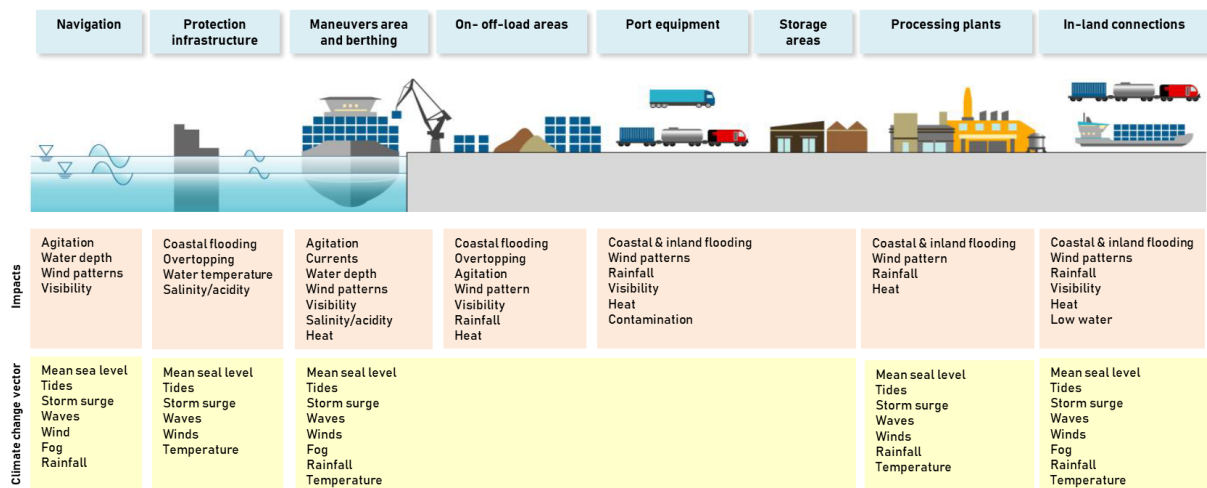 Navigation
Protection
infrastructure
Maneuvers area
and berthing
On- off-load areas
Port equipment
Storage
areas
Processing plants
In-land connections
Impacts
Agitation
Water depth
Wind patterns
Visibility
Coastal flooding
Overtopping
Water temperature
Salinity/acidity
Agitation
Currents
Water depth
Wind patterns
Visibility
Salinity/acidity
Heat
Coastal flooding
Overtopping
Agitation
Wind pattern
Visibility
Rainfall
Heat
Coastal & inland flooding
Wind patterns
Rainfall
Visibility
Heat
Contamination
Coastal & inland flooding
Wind pattern
Rainfall
Heat
Coastal & inland flooding
Wind patterns
Rainfall
Visibility
Heat
Low water
Climate change vector
Mean sea level
Tides
Storm surge
Waves
Wind
Fog
Rainfall
Mean seal level
Tides
Storm surge
Waves
Winds
Temperature
Mean seal level
Tides
Storm surge
Waves
Winds
Fog
Rainfall
Temperature
Mean seal level
Tides
Storm surge
Waves
Winds
Rainfall
Temperature
Mean seal level
Tides
Storm surge
Waves
Winds
Fog
Rainfall
Temperature